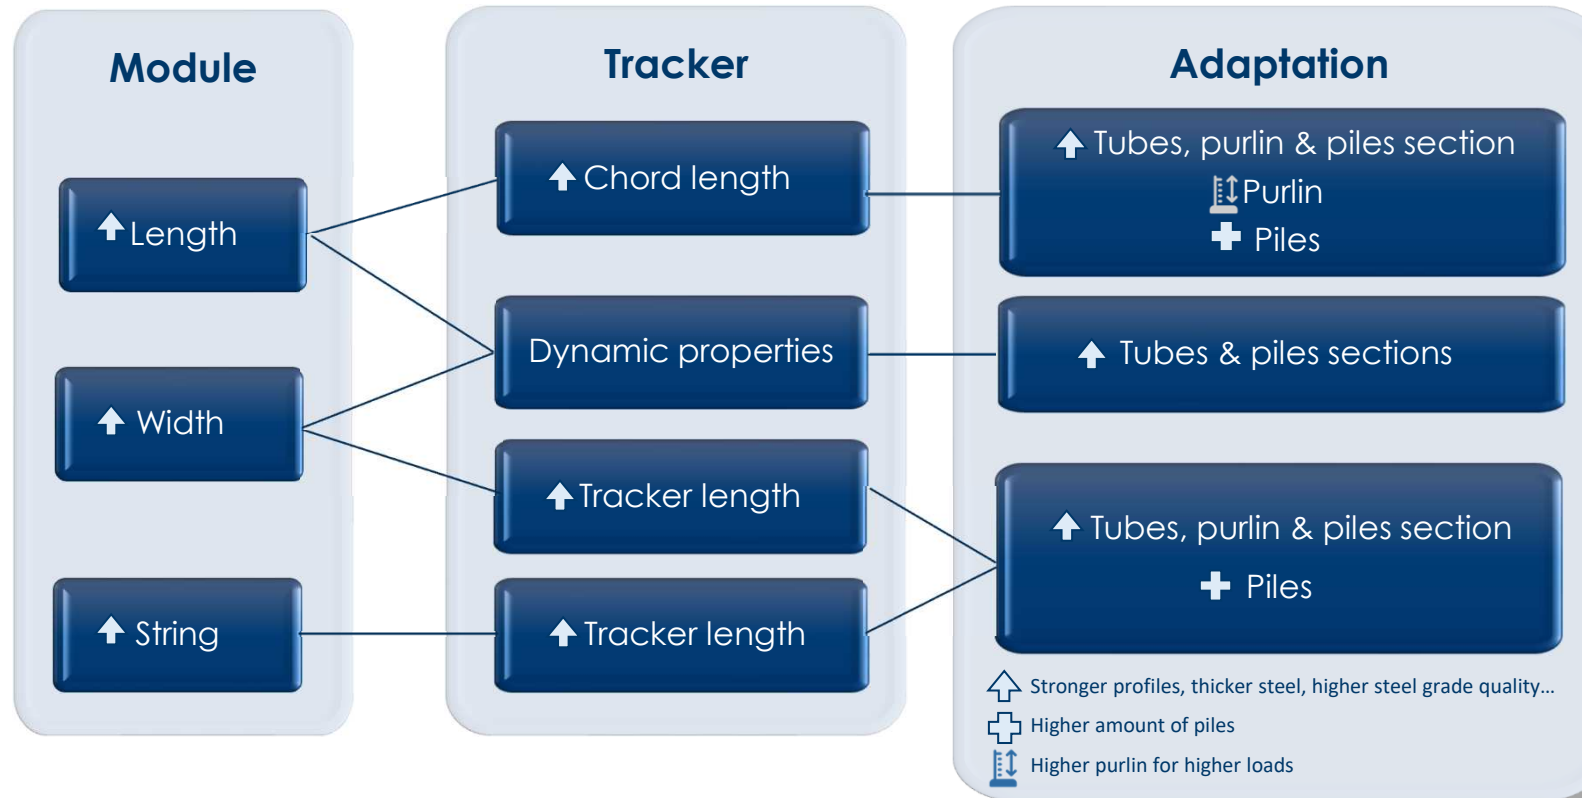 Module
Length
Width
String
Tracker
Chord length
Dynamic properties
Tracker length
Tracker length
Adaptation
Tubes, purlin & piles section
Purlin
Piles
Tubes & piles sections
Tubes, purlin & piles section
Piles
Stronger profiles, thicker steel, higher steel grade quality...
Higher amount of piles
Higher purlin for higher loads